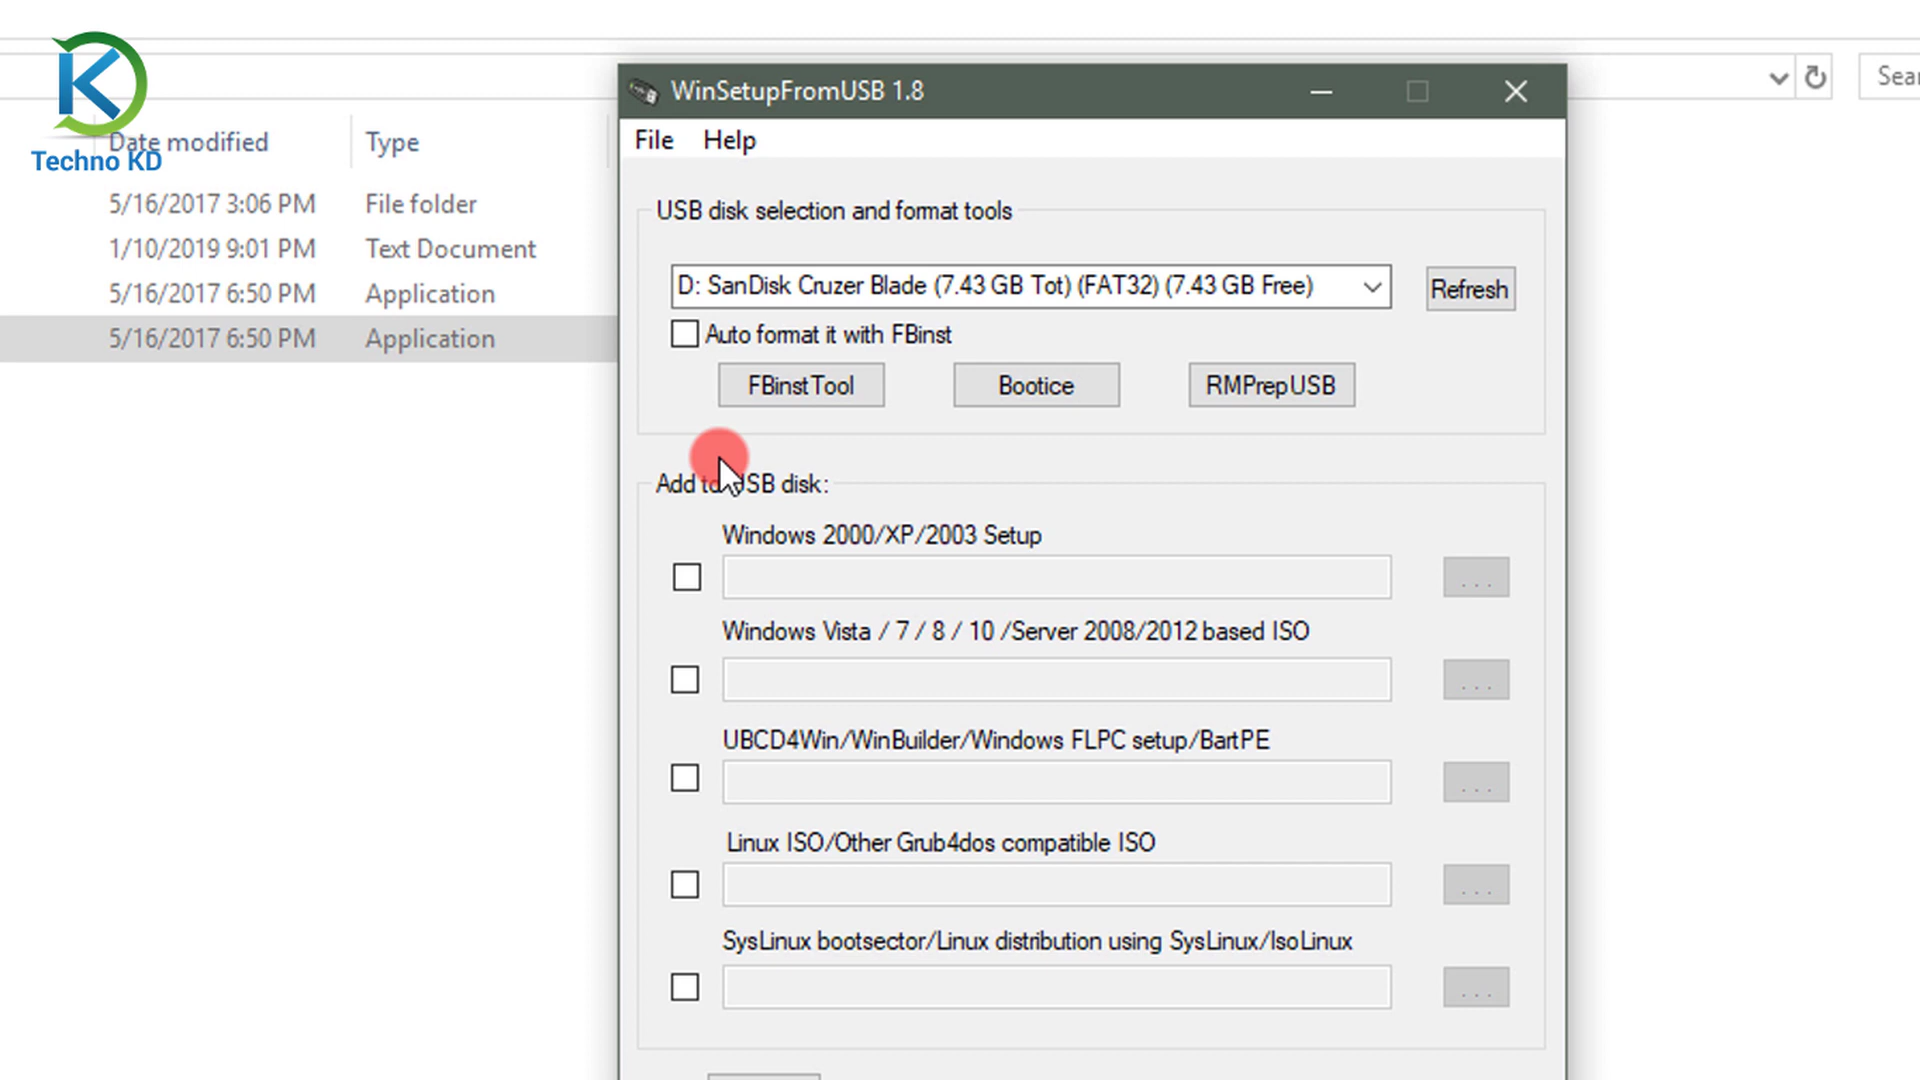 K
Techno KD
Date modified
Type
5/16/2017 3:06 PM
File folder
1/10/2019 9:01 PM
Text Document
5/16/2017 6:50 PM
Application
5/16/2017 6:50 PM
Application
Sear
WinSetupFromUSB 1.8
File Help
USB disk selection and format tools
D: SanDisk Cruzer Blade (7.43 GB Tot) (FAT32) (7.43 GB Free)
Refresh
Auto format it with FBinst
FBinstTool
Bootice
RMPrepUSB
Add to USB disk:
Windows 2000/XP/2003 Setup
...
Windows Vista / 7 / 8 / 10 /Server 2008/2012 based ISO
...
UBCD4Win/WinBuilder/Windows FLPC setup/BartPE
...
Linux ISO/Other Grub4dos compatible ISO
...
SysLinux bootsector/Linux distribution using SysLinux/IsoLinux
...